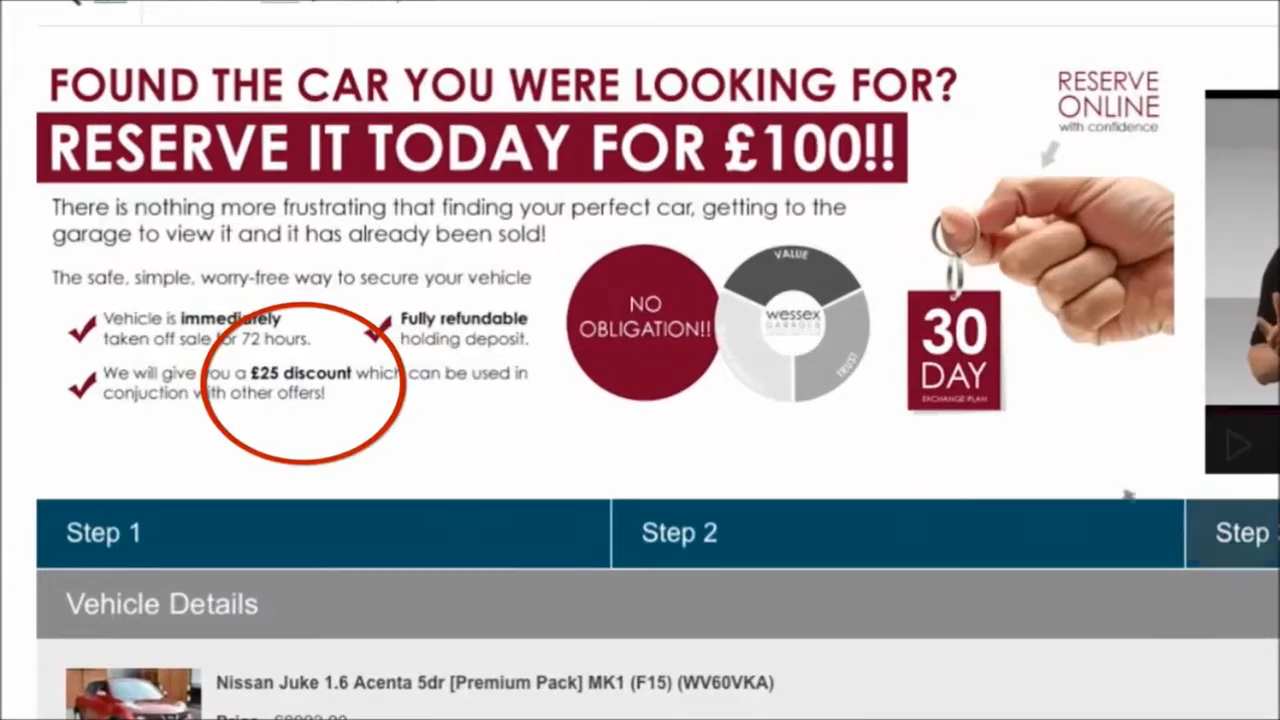 FOUND THE CAR YOU WERE LOOKING FOR?
RESERVE IT TODAY FOR £100!!
There is nothing more frustrating that finding your perfect car, getting to the
garage to view it and it has already been sold!
The safe, simple, worry-free way to secure your vehicle
Vehicle is immediately
taken off sale for 72 hours.
Fully refundable
holding deposit.
We will give you a £25 discount which can be used in
conjuction with other offers!
NO
OBLIGATION!!
VALUE
wessex
GARAGES
TRUST
RESERVE
ONLINE
with confidence
30
DAY
EXCHANGE PLAN
Step 1
Step 2
Step
Vehicle Details
Nissan Juke 1.6 Acenta 5dr [Premium Pack] MK1 (F15) (WV60VKA)